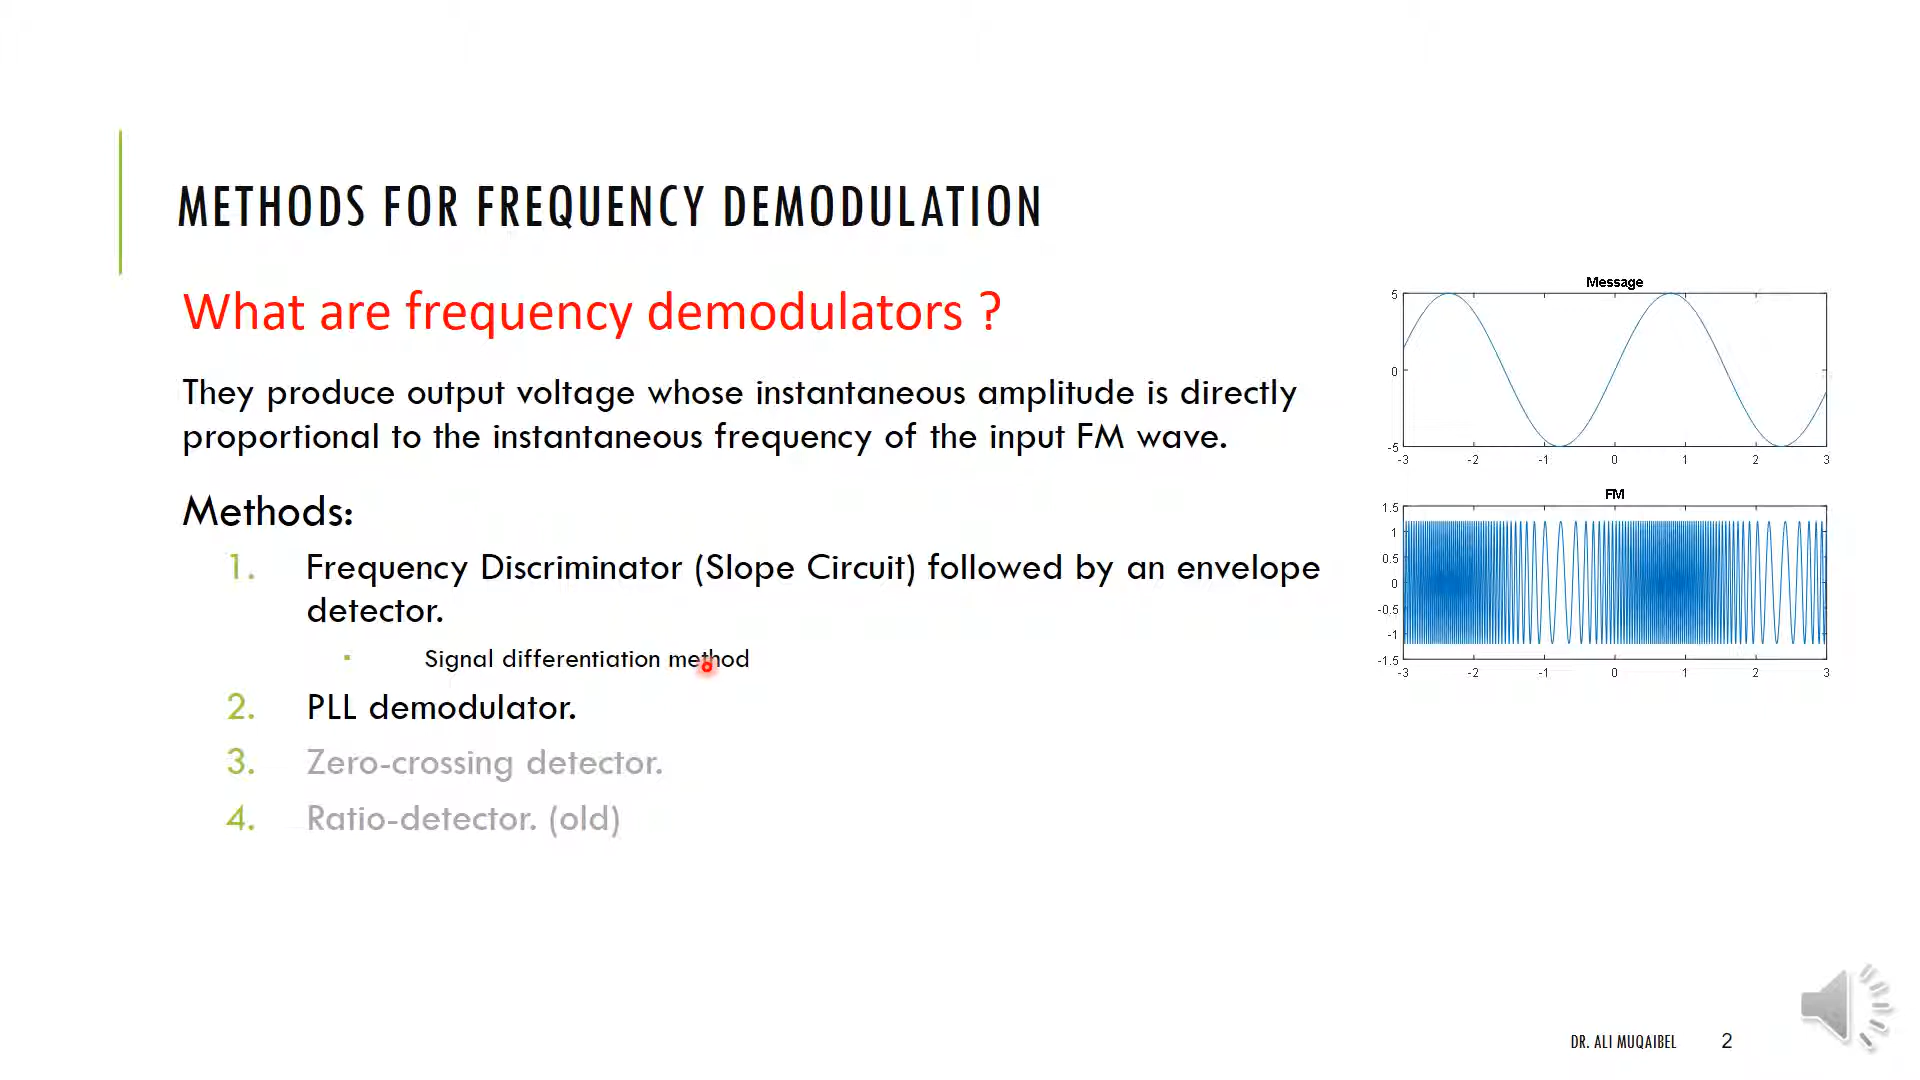 METHODS FOR FREQUENCY DEMODULATION
What are frequency demodulators ?
They produce output voltage whose instantaneous amplitude is directly
proportional to the instantaneous frequency of the input FM wave.
Methods:
1. Frequency Discriminator (Slope Circuit) followed by an envelope
detector.
▪ Signal differentiation method
2. PLL demodulator.
3. Zero-crossing detector.
4. Ratio-detector. (old)
Message
5
0
-5
-3 -2 -1 0 1 2 3
FM
1.5
1
0.5
0
-0.5
-1
-1.5
-3 -2 -1 0 1 2 3
DR. ALI MUQAIBEL 2